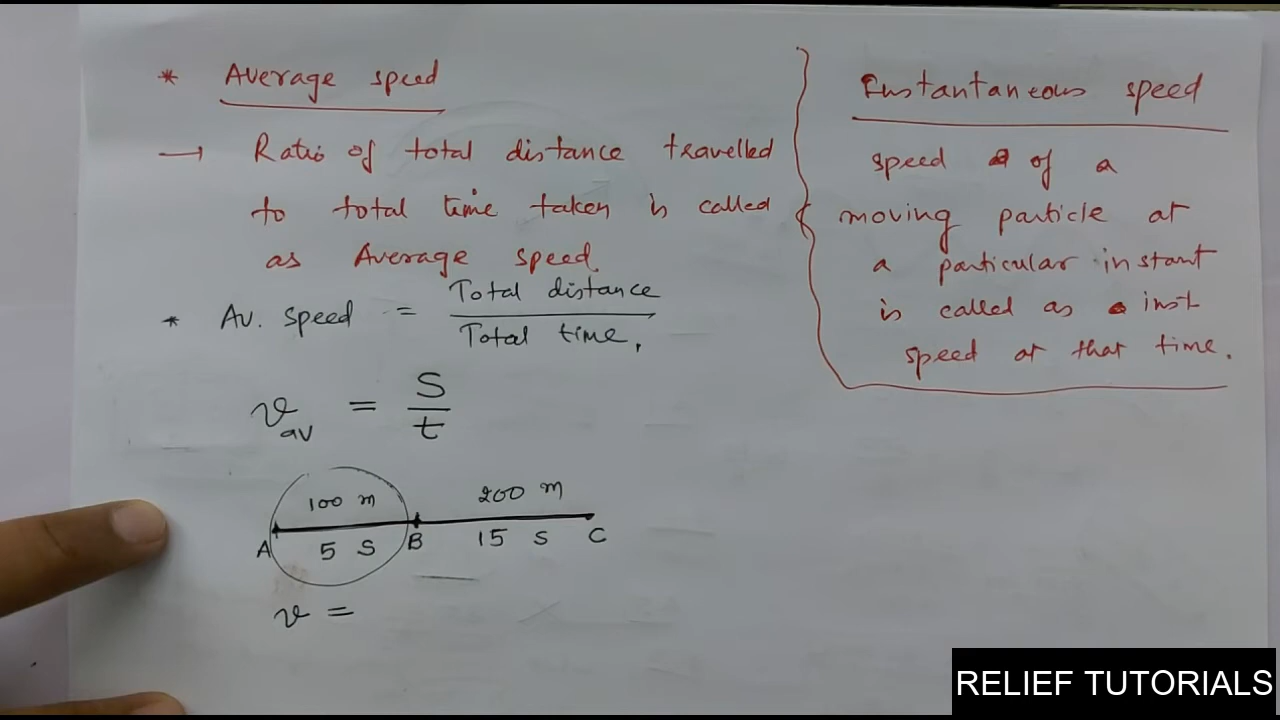 * Average speed
→ Ratio of total distance travelled
to total time taken is called
as Average speed.
* Av. speed = Total distance
Total time.
v av = S
t
100 m 200 m
A 5 S B 15 s C
v =
Instantaneous speed
speed of a
moving particle at
a particular instant
is called as inst
speed at that time.
RELIEF TUTORIALS